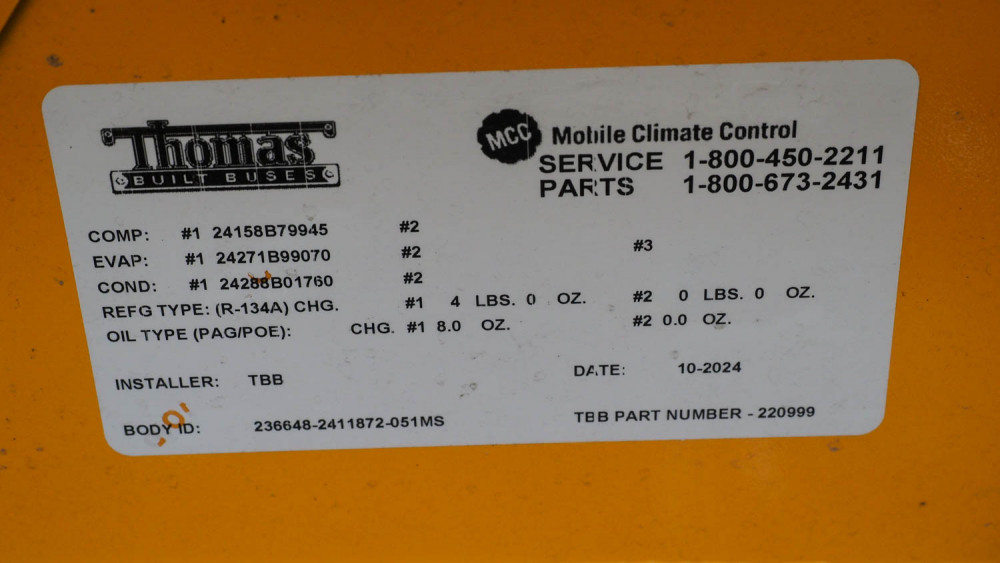 Thomas
BUILT BUSES
MCC Mobile Climate Control
SERVICE 1-800-450-2211
PARTS 1-800-673-2431
COMP: #1 24158B79945 #2
EVAP: #1 24271B99070 #2 #3
COND: #1 24288B01760 #2
REFG TYPE: (R-134A) CHG. #1 4 LBS. 0 OZ. #2 0 LBS. 0 OZ.
OIL TYPE (PAG/POE): CHG. #1 8.0 OZ. #2 0.0 OZ.
INSTALLER: TBB DATE: 10-2024
BODY ID: 236648-2411872-051MS TBB PART NUMBER - 220999